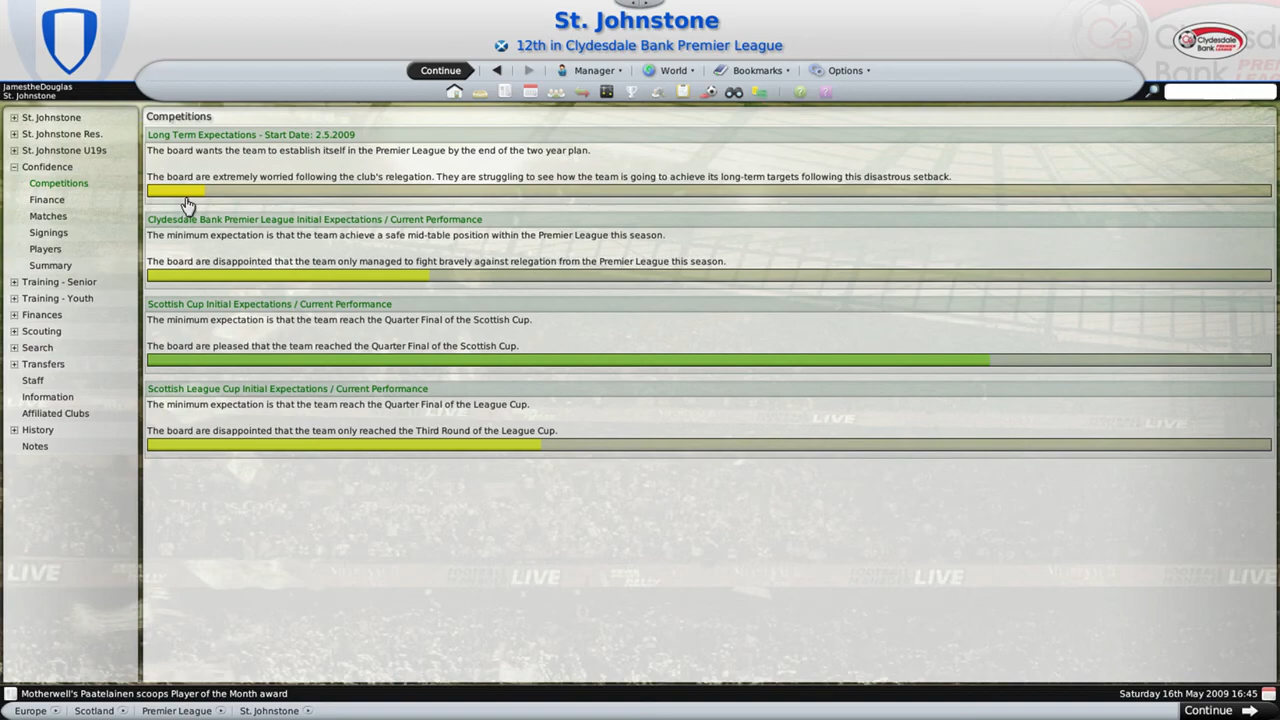 St. Johnstone
12th in Clydesdale Bank Premier League
Clydesdale Bank
Continue
Manager
World
Bookmarks
Options
JamestheDouglas
St. Johnstone
St. Johnstone
St. Johnstone Res.
St. Johnstone U19s
Confidence
Competitions
Finance
Matches
Signings
Players
Summary
Training - Senior
Training - Youth
Finances
Scouting
Search
Transfers
Staff
Information
Affiliated Clubs
History
Notes
Competitions
Long Term Expectations - Start Date: 2.5.2009
The board wants the team to establish itself in the Premier League by the end of the two year plan.
The board are extremely worried following the club's relegation. They are struggling to see how the team is going to achieve its long-term targets following this disastrous setback.
Clydesdale Bank Premier League Initial Expectations / Current Performance
The minimum expectation is that the team achieve a safe mid-table position within the Premier League this season.
The board are disappointed that the team only managed to fight bravely against relegation from the Premier League this season.
Scottish Cup Initial Expectations / Current Performance
The minimum expectation is that the team reach the Quarter Final of the Scottish Cup.
The board are pleased that the team reached the Quarter Final of the Scottish Cup.
Scottish League Cup Initial Expectations / Current Performance
The minimum expectation is that the team reach the Quarter Final of the League Cup.
The board are disappointed that the team only reached the Third Round of the League Cup.
LIVE
LIVE
LIVE
LIVE
LIVE
Motherwell's Paatelainen scoops Player of the Month award
Saturday 16th May 2009 16:45
Europe
Scotland
Premier League
St. Johnstone
Continue